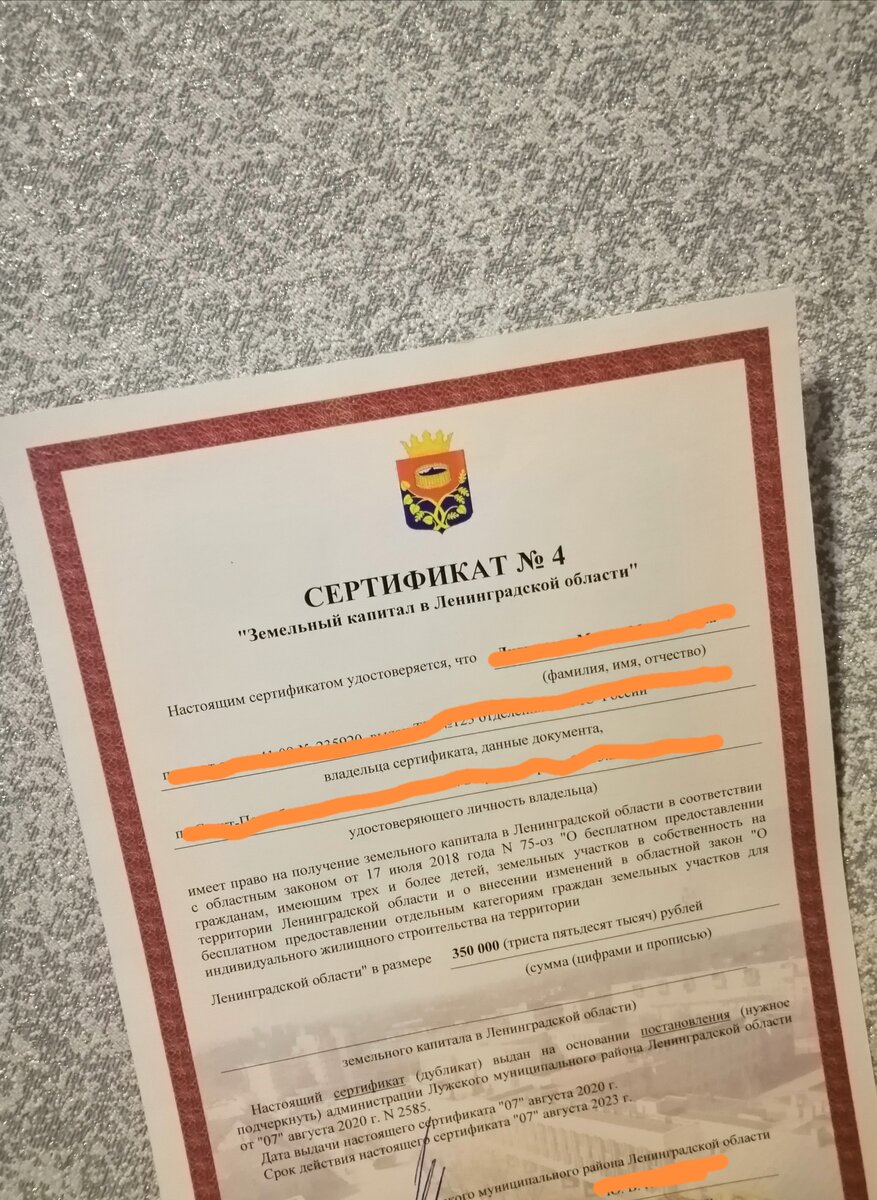 СЕРТИФИКАТ № 4
"Земельный капитал в Ленинградской области"
Настоящим сертификатом удостоверяется, что
(фамилия, имя, отчество)
России
владельца сертификата, данные документа,
удостоверяющего личность владельца)
имеет право на получение земельного капитала в Ленинградской области в соответствии
с областным законом от 17 июля 2018 года N 75-оз "О бесплатном предоставлении
гражданам, имеющим трех и более детей, земельных участков в собственность на
территории Ленинградской области и о внесении изменений в областной закон "О
бесплатном предоставлении отдельным категориям граждан земельных участков для
индивидуального жилищного строительства на территории
Ленинградской области" в размере 350 000 (триста пятьдесят тысяч) рублей
(сумма (цифрами и прописью)
земельного капитала в Ленинградской области)
Настоящий сертификат (дубликат) выдан на основании постановления (нужное
подчеркнуть) администрации Лужского муниципального района Ленинградской области
от "07" августа 2020 г. N 2585.
Дата выдачи настоящего сертификата "07" августа 2020 г.
Срок действия настоящего сертификата "07" августа 2023 г.
муниципального района Ленинградской области